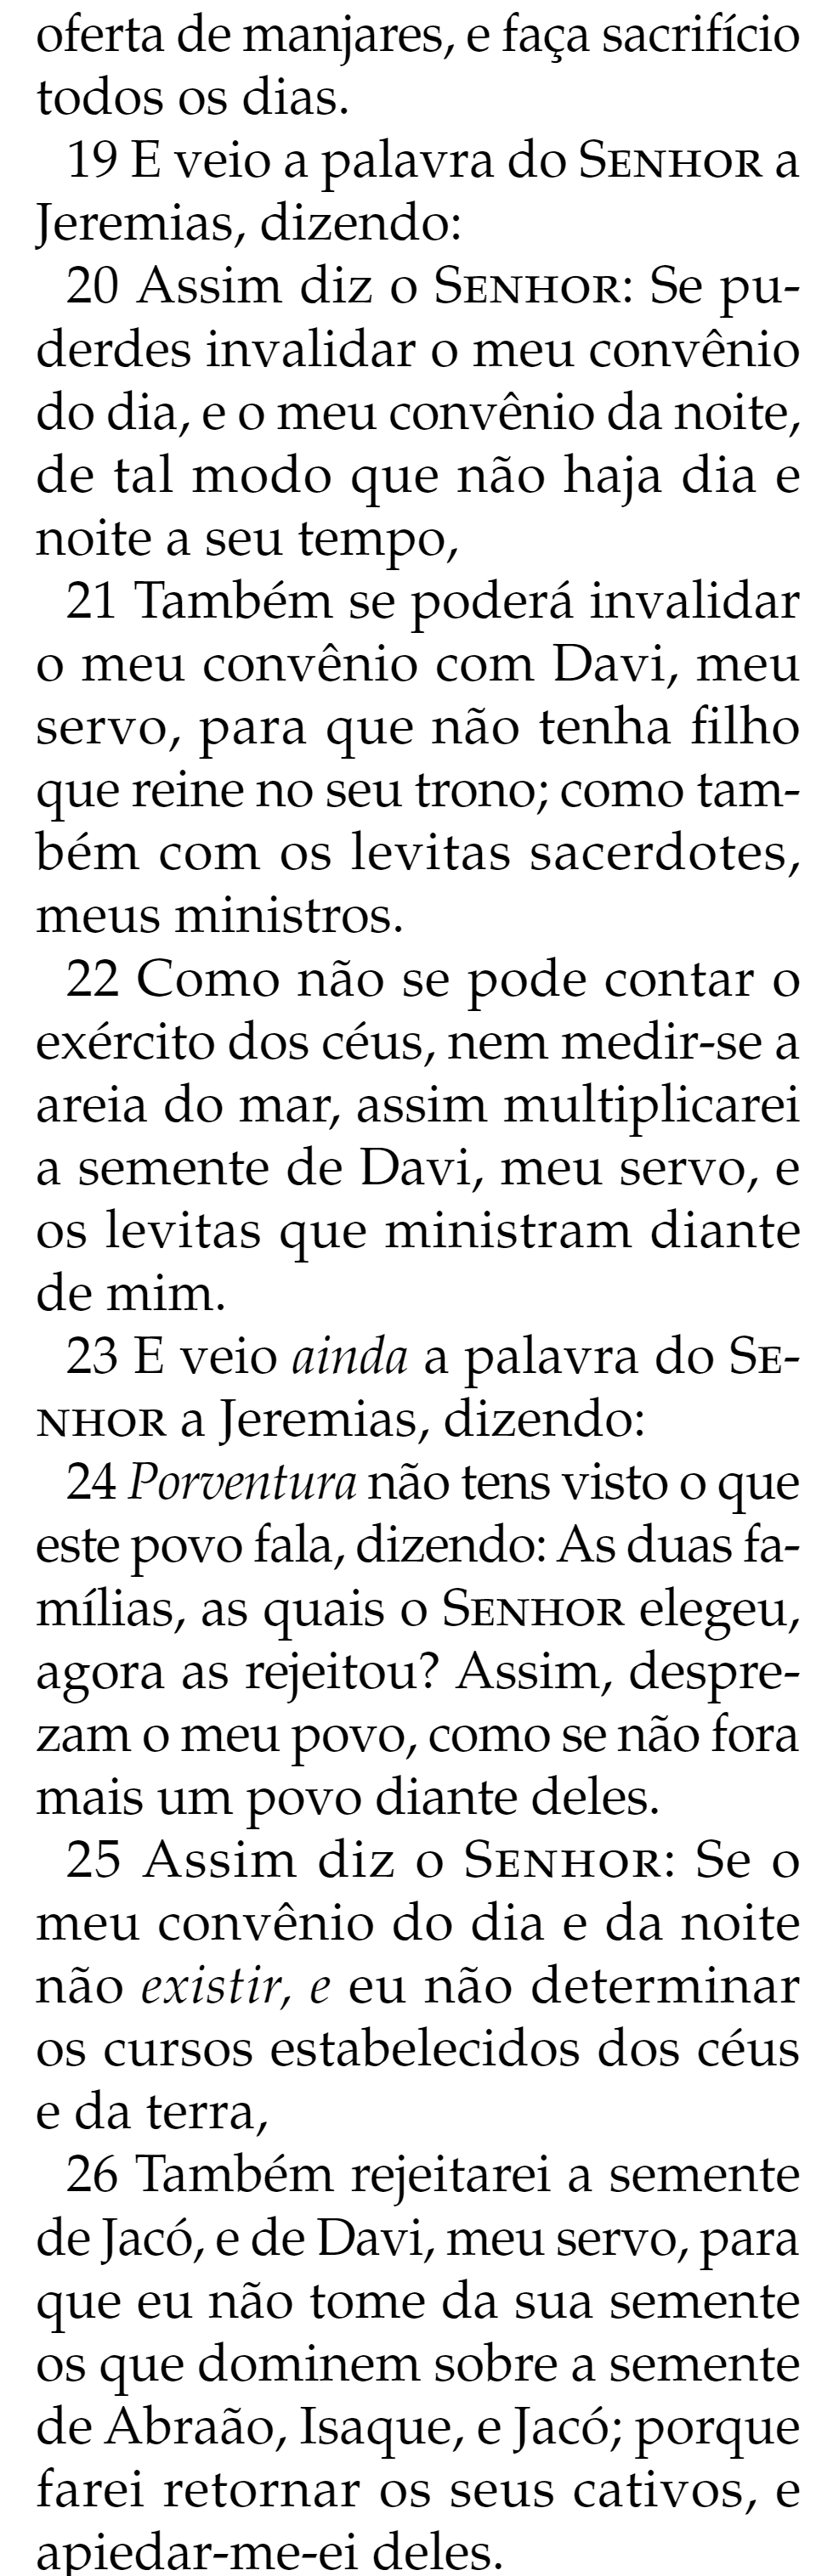 oferta de manjares, e faça sacrifício
todos os dias.
19 E veio a palavra do SENHOR a
Jeremias, dizendo:
20 Assim diz o SENHOR: Se pu-
derdes invalidar o meu convênio
do dia, e o meu convênio da noite,
de tal modo que não haja dia e
noite a seu tempo,
21 Também se poderá invalidar
o meu convênio com Davi, meu
servo, para que não tenha filho
que reine no seu trono; como tam-
bém com os levitas sacerdotes,
meus ministros.
22 Como não se pode contar o
exército dos céus, nem medir-se a
areia do mar, assim multiplicarei
a semente de Davi, meu servo, e
os levitas que ministram diante
de mim.
23 E veio ainda a palavra do SE-
NHOR a Jeremias, dizendo:
24 Porventura não tens visto o que
este povo fala, dizendo: As duas fa-
mílias, as quais o SENHOR elegeu,
agora as rejeitou? Assim, despre-
zam o meu povo, como se não fora
mais um povo diante deles.
25 Assim diz o SENHOR: Se o
meu convênio do dia e da noite
não existir, e eu não determinar
os cursos estabelecidos dos céus
e da terra,
26 Também rejeitarei a semente
de Jacó, e de Davi, meu servo, para
que eu não tome da sua semente
os que dominem sobre a semente
de Abraão, Isaque, e Jacó; porque
farei retornar os seus cativos, e
apiedar-me-ei deles.